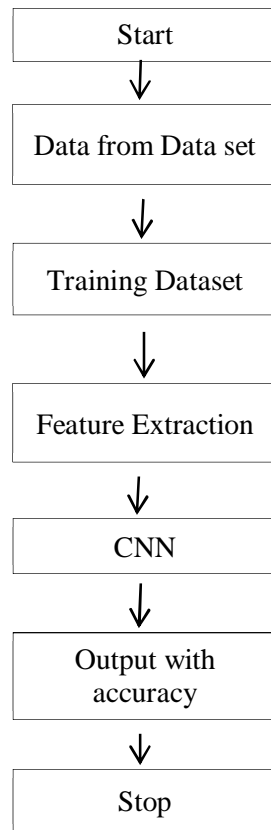 Start
Data from Data set
Training Dataset
Feature Extraction
CNN
Output with
accuracy
Stop